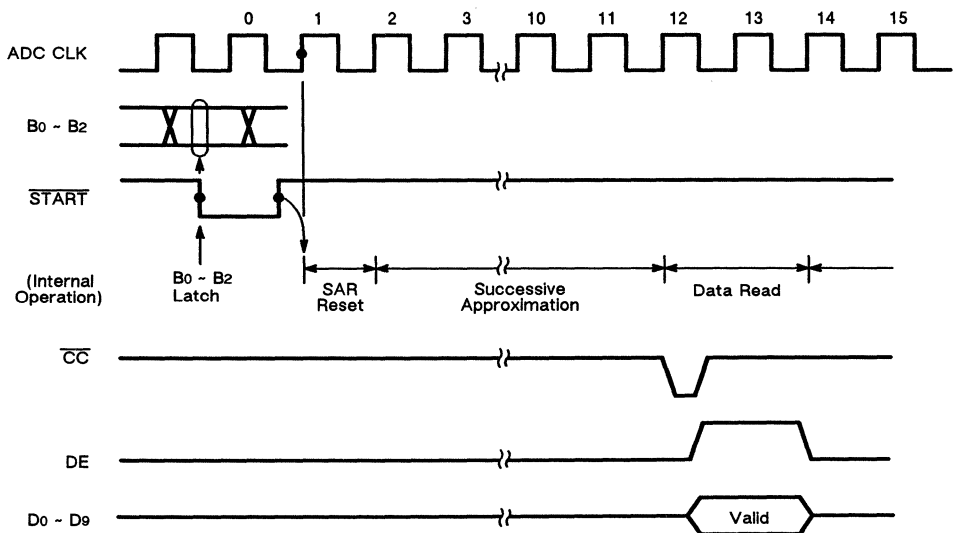 0 1 2 3 10 11 12 13 14 15
ADC CLK
B0 ~ B2
START
(Internal
Operation)
B0 ~ B2
Latch
SAR
Reset
Successive
Approximation
Data Read
CC
DE
D0 ~ D9
Valid